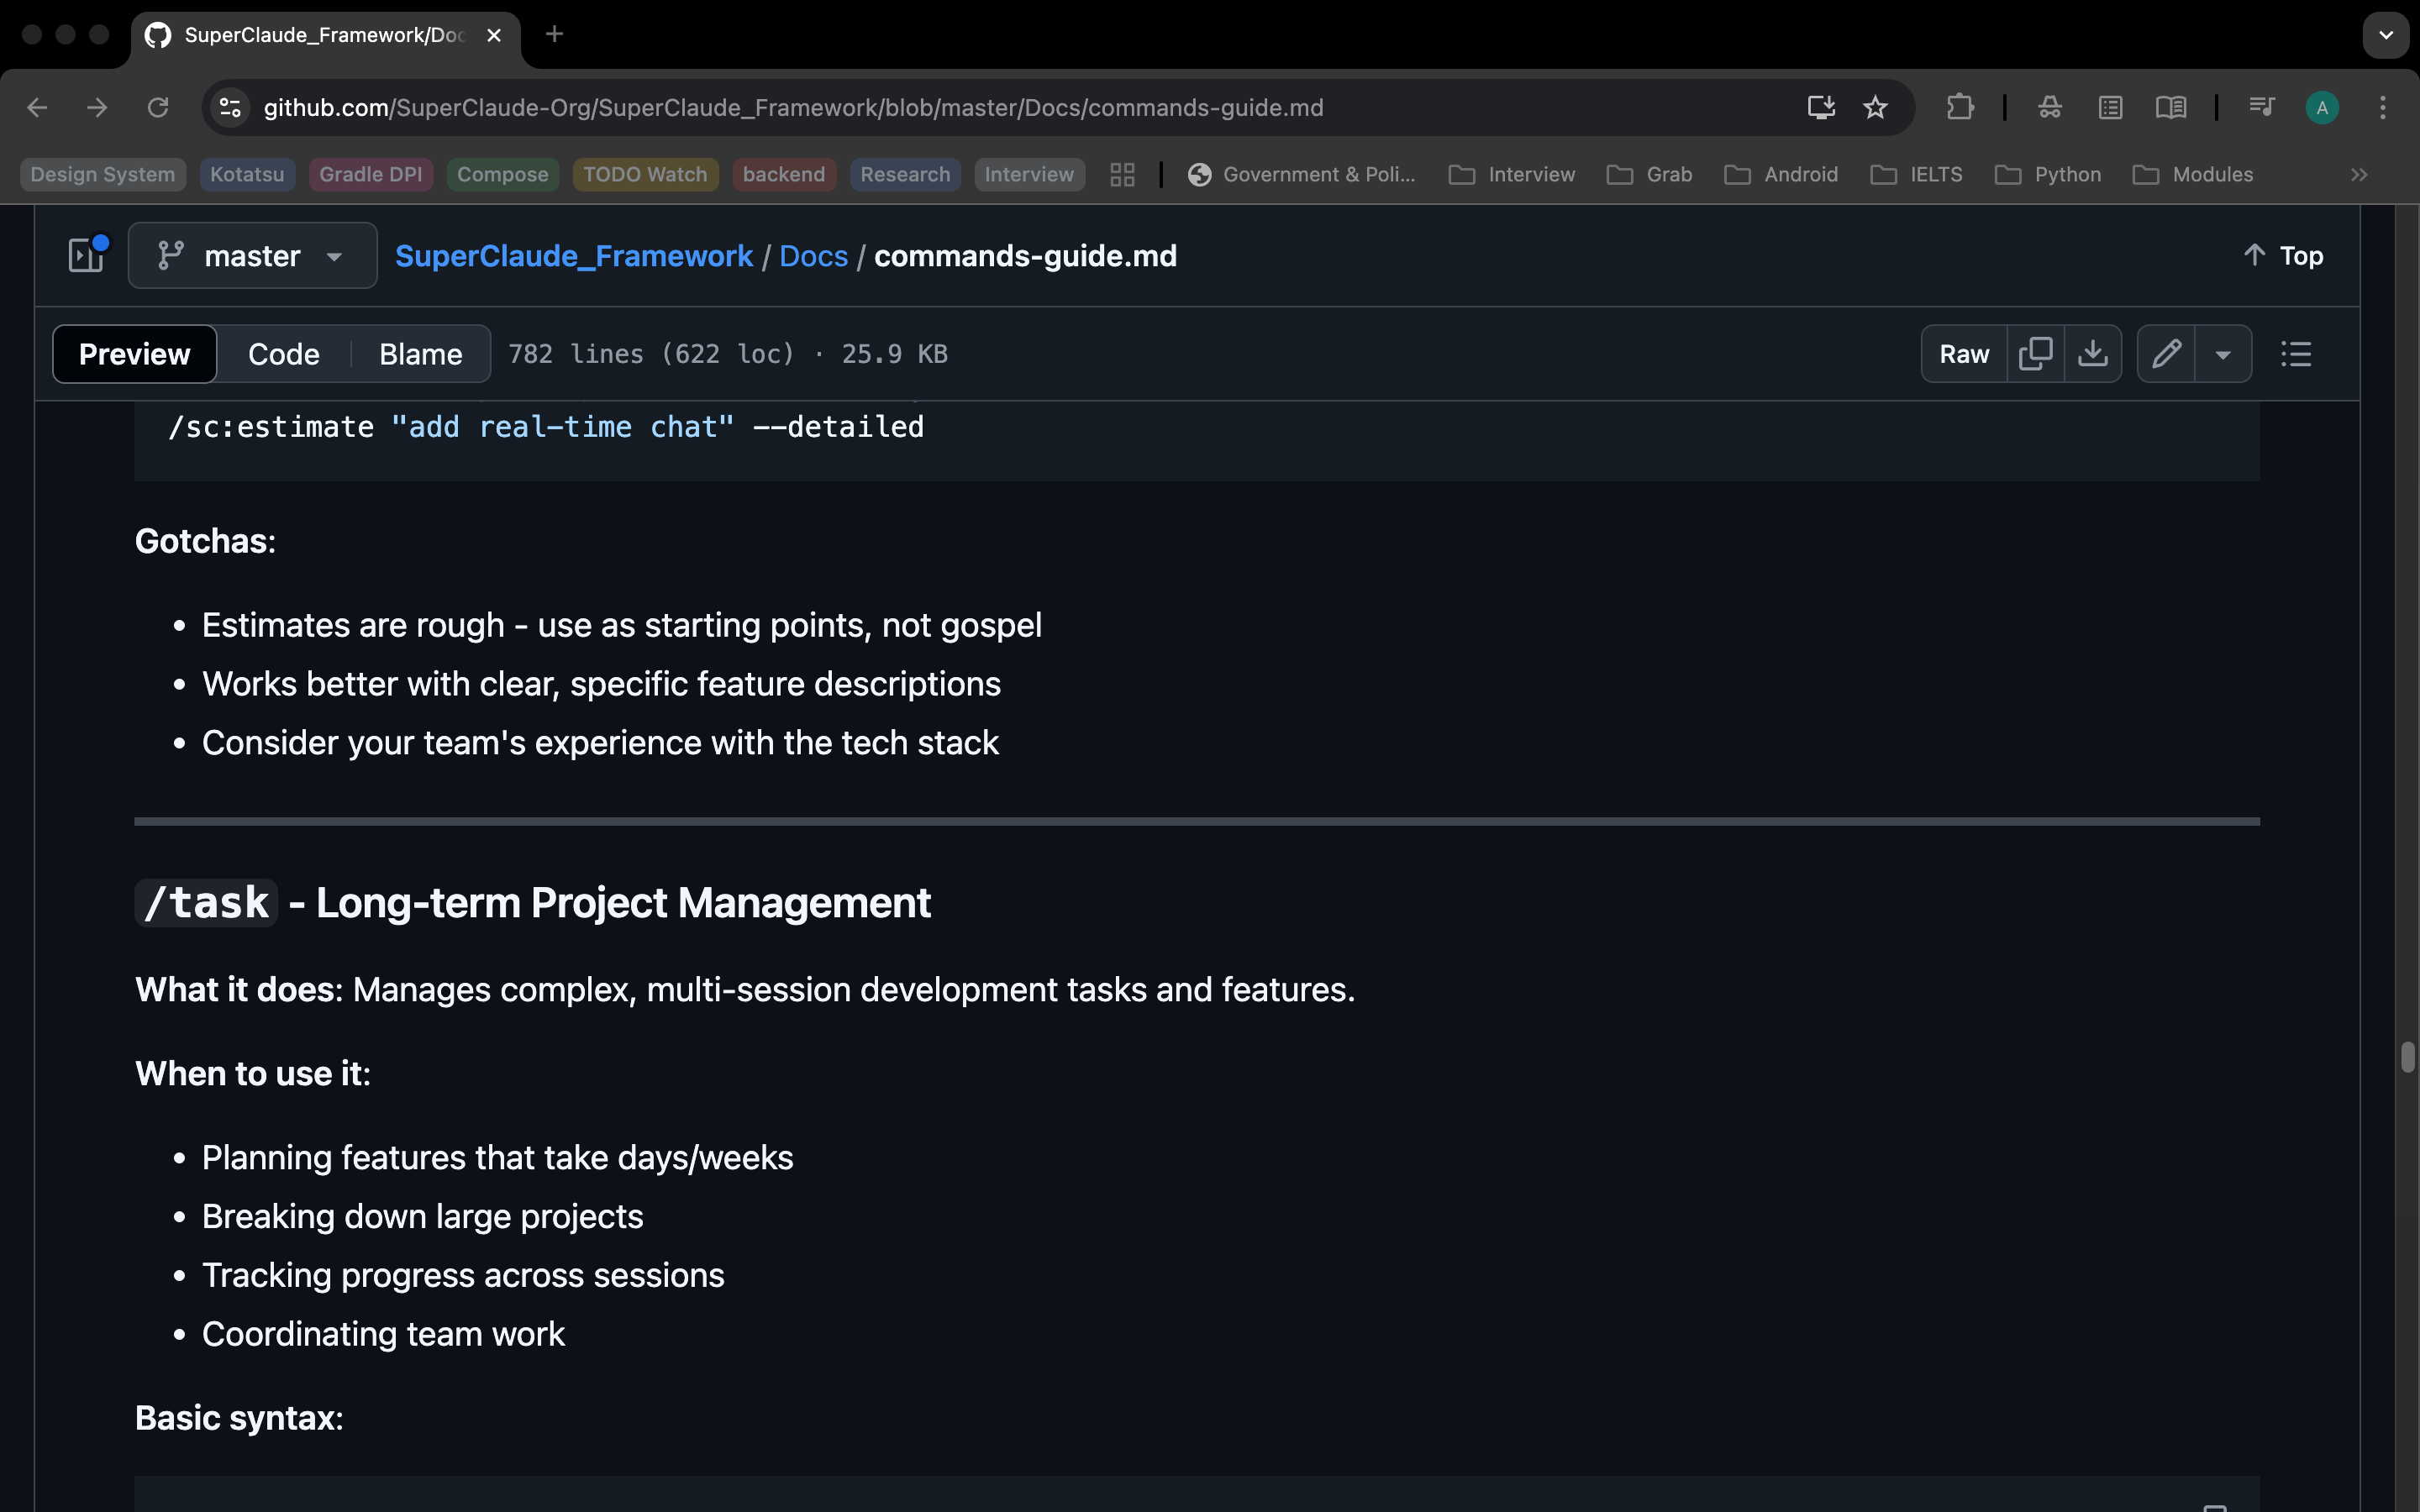 SuperClaude_Framework/Doc
github.com/SuperClaude-Org/SuperClaude_Framework/blob/master/Docs/commands-guide.md
A
Design System
Kotatsu
Gradle DPI
Compose
TODO Watch
backend
Research
Interview
Government & Poli...
Interview
Grab
Android
IELTS
Python
Modules
master
SuperClaude_Framework / Docs / commands-guide.md
Top
Preview
Code
Blame
782 lines (622 loc) · 25.9 KB
Raw
/sc:estimate "add real-time chat" --detailed
Gotchas:
• Estimates are rough - use as starting points, not gospel
• Works better with clear, specific feature descriptions
• Consider your team's experience with the tech stack
/task - Long-term Project Management
What it does: Manages complex, multi-session development tasks and features.
When to use it:
• Planning features that take days/weeks
• Breaking down large projects
• Tracking progress across sessions
• Coordinating team work
Basic syntax: